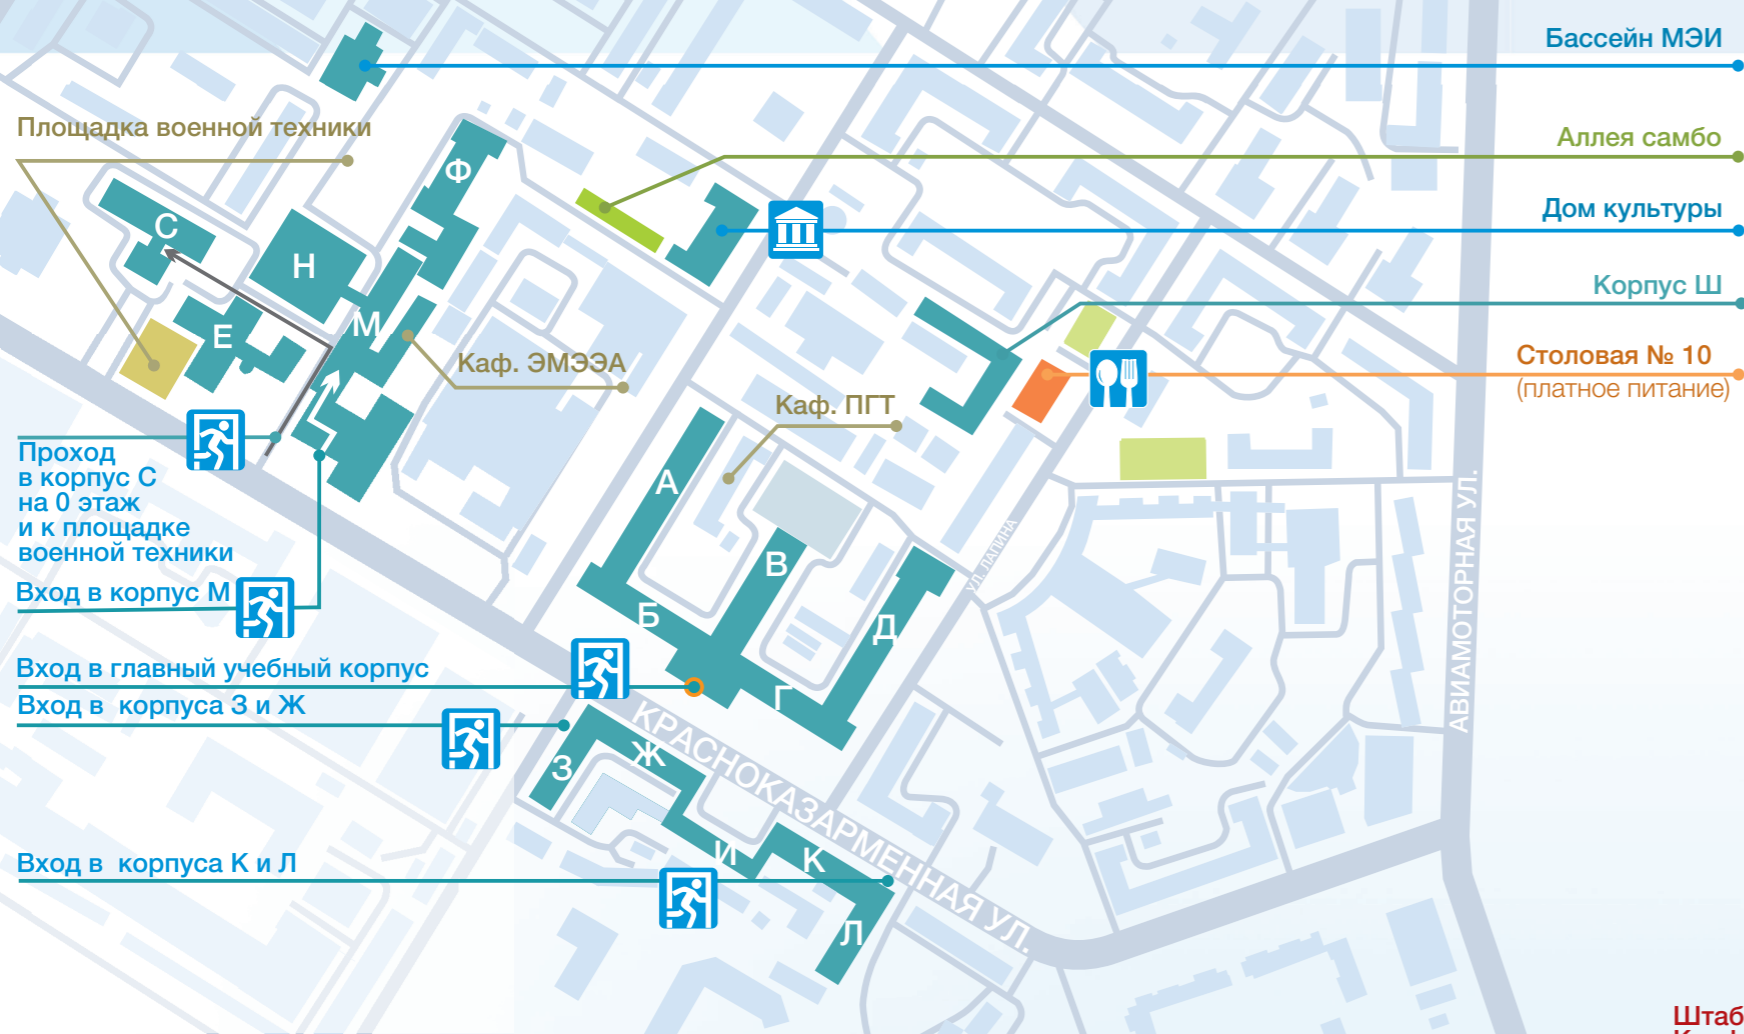 Бассейн МЭИ
Площадка военной техники
Аллея самбо
Ф
Дом культуры
С
Н
Корпус Ш
М
Е
Каф. ЭМЭЭА
Столовая № 10
(платное питание)
Каф. ПГТ
Проход
в корпус С
на 0 этаж
и к площадке
военной техники
А
В
УЛ. ЛАПИНА
АВИАМОТОРНАЯ УЛ.
Вход в корпус М
Б
Д
Вход в главный учебный корпус
Г
Вход в корпуса З и Ж
КРАСНОКАЗАРМЕННАЯ УЛ.
З
Ж
И
К
Вход в корпуса К и Л
Л
Штаб